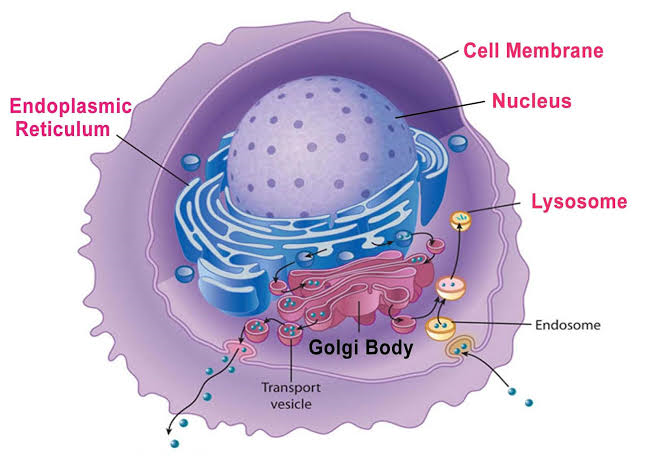 Cell Membrane
Nucleus
Endoplasmic
Reticulum
Lysosome
Endosome
Golgi Body
Transport
vesicle